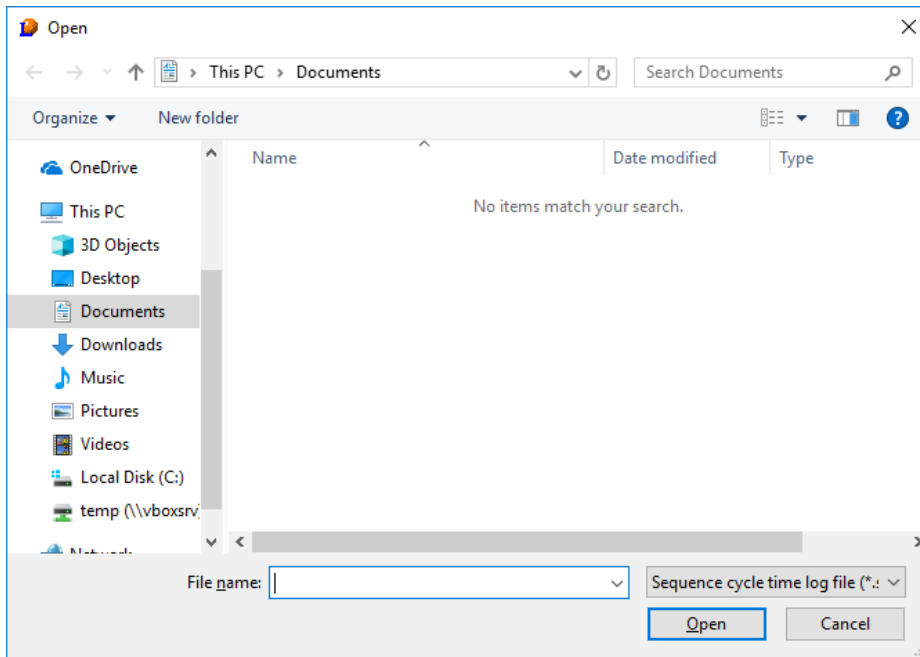 Open
This PC > Documents
Search Documents
Organize
New folder
Name
Date modified
Type
No items match your search.
OneDrive
This PC
3D Objects
Desktop
Documents
Downloads
Music
Pictures
Videos
Local Disk (C:)
temp (\\vboxsrv)
Network
File name:
Sequence cycle time log file (*.s
Open
Cancel